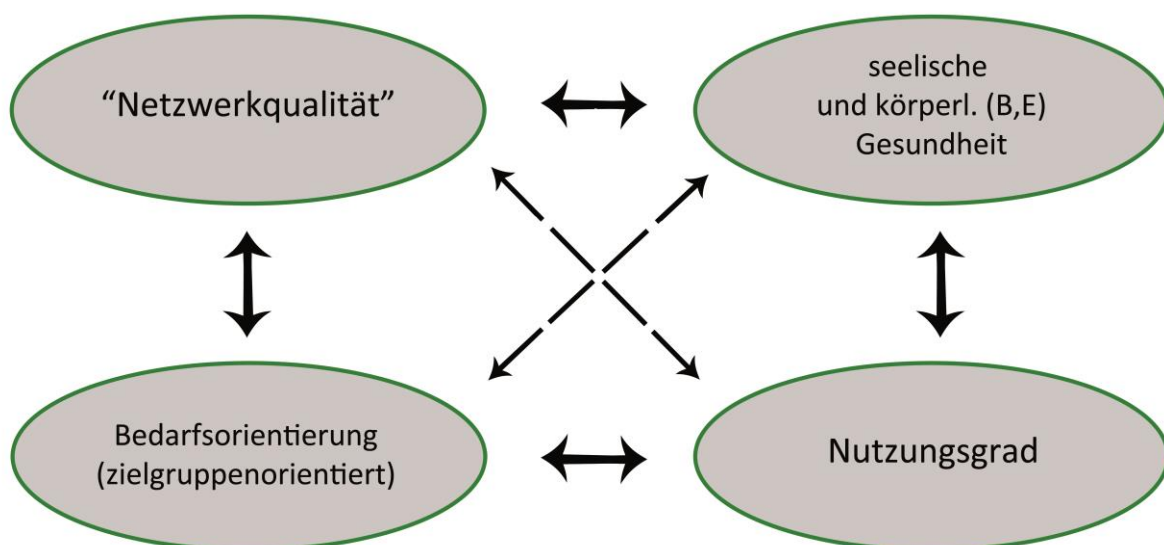 “Netzwerkqualität”
seelische
und körperl. (B,E)
Gesundheit
Bedarfsorientierung
(zielgruppenorientiert)
Nutzungsgrad